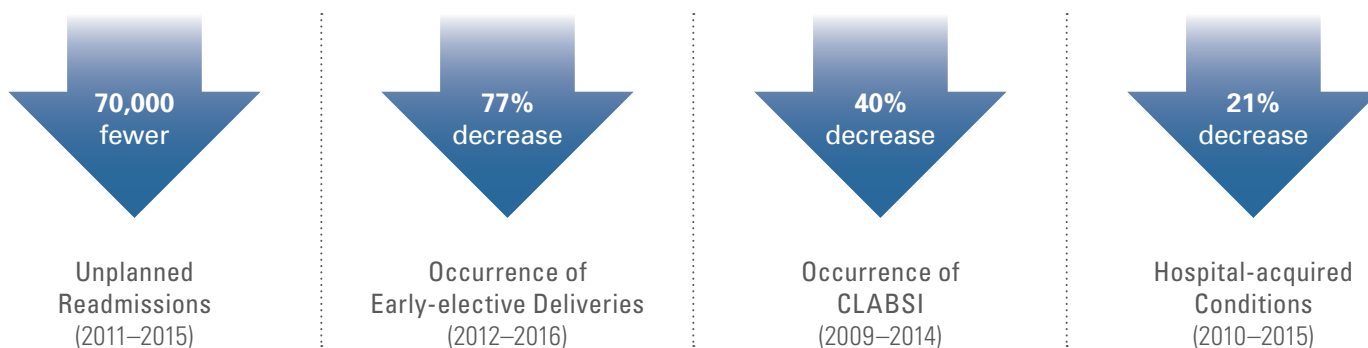 70,000
fewer
Unplanned
Readmissions
(2011–2015)
77%
decrease
Occurrence of
Early-elective Deliveries
(2012–2016)
40%
decrease
Occurrence of
CLABSI
(2009–2014)
21%
decrease
Hospital-acquired
Conditions
(2010–2015)